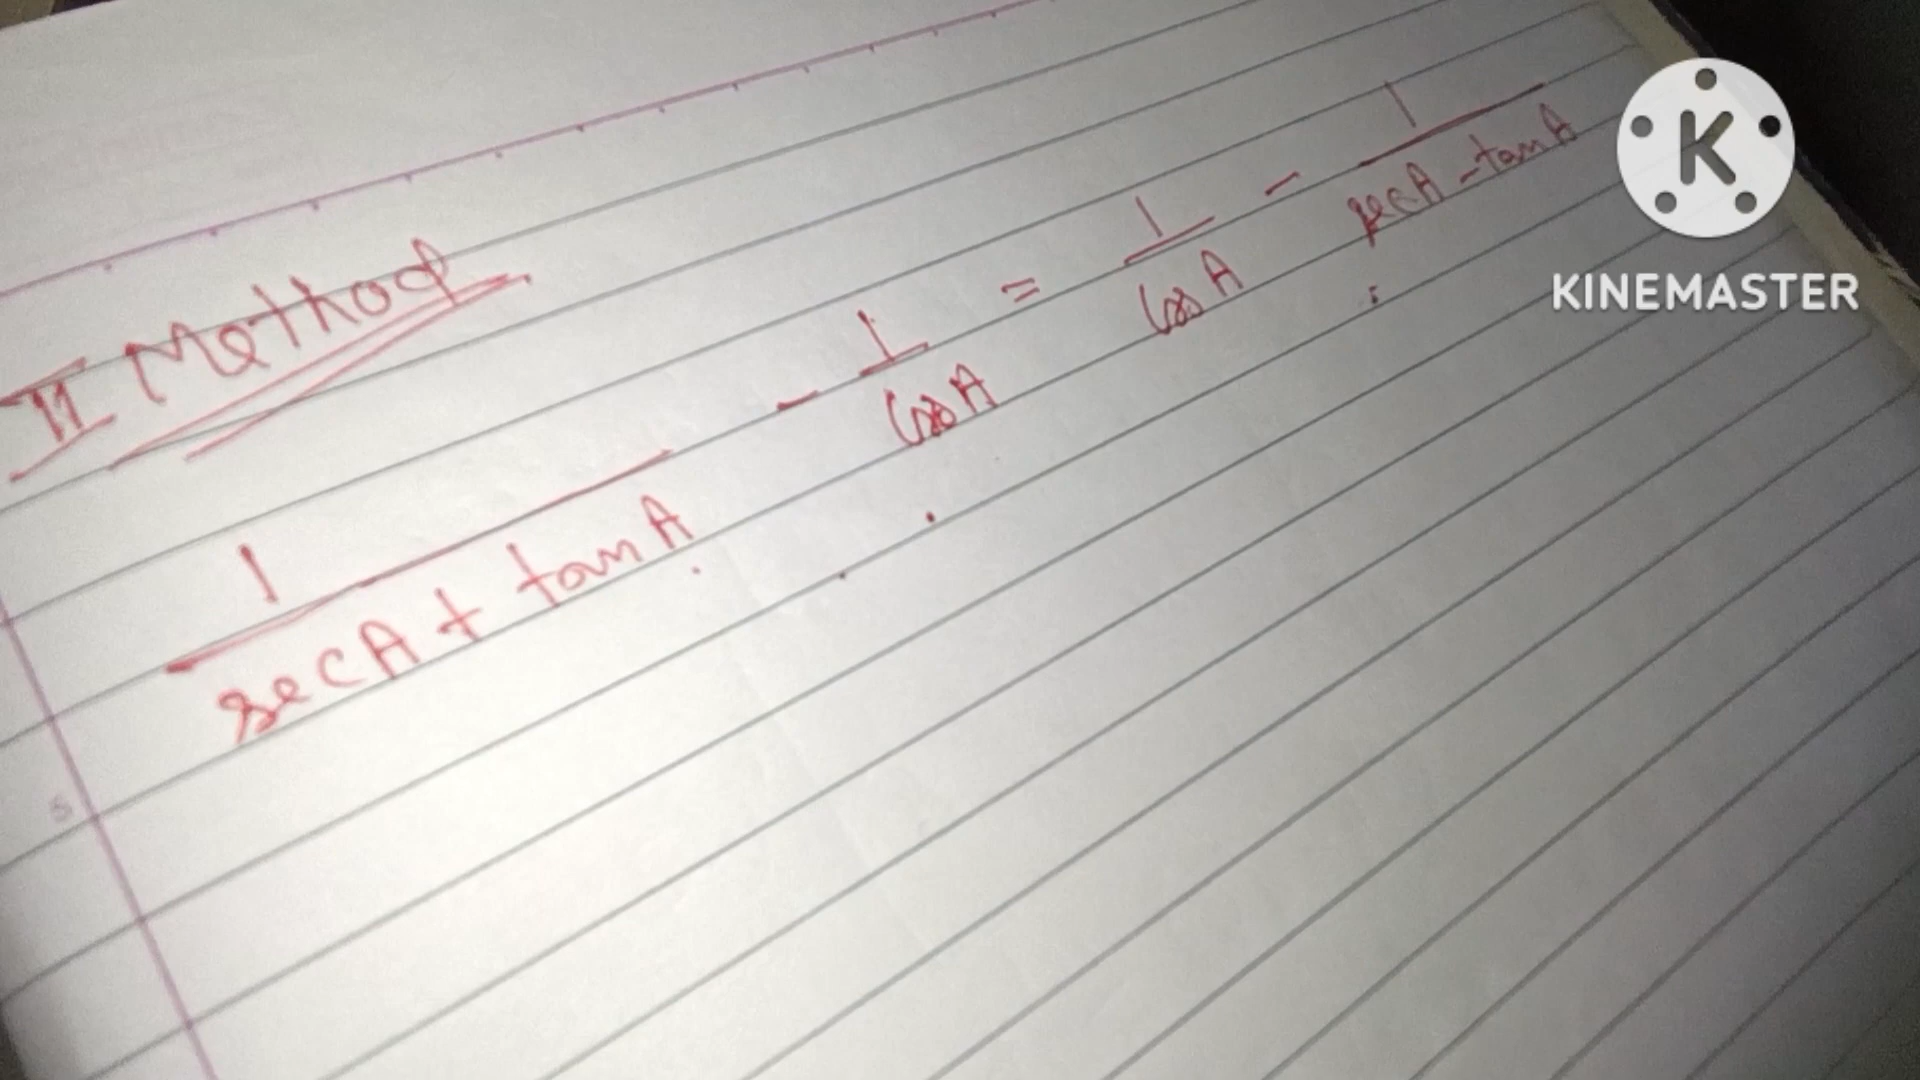 II Method
1/(secA + tanA) - 1/CosA = 1/CosA - 1/(secA - tanA)
K
KINEMASTER